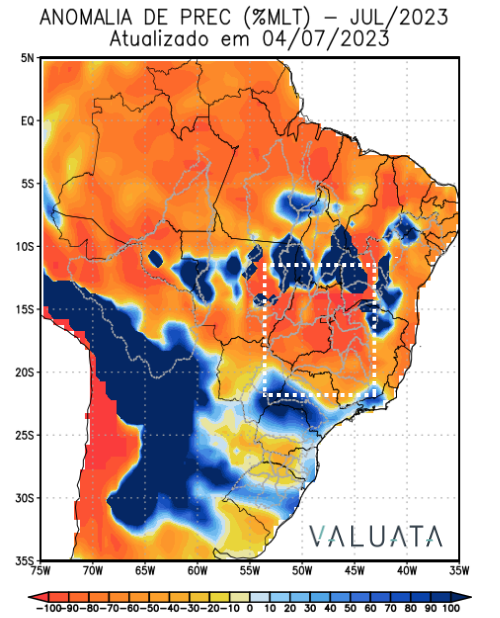 ANOMALIA DE PREC (%MLT) – JUL/2023
Atualizado em 04/07/2023
5N
EQ
5S
10S
15S
20S
25S
30S
35S
VALUATA
75W 70W 65W 60W 55W 50W 45W 40W 35W
-100-90-80-70-60-50-40-30-20-10 0 10 20 30 40 50 60 70 80 90 100